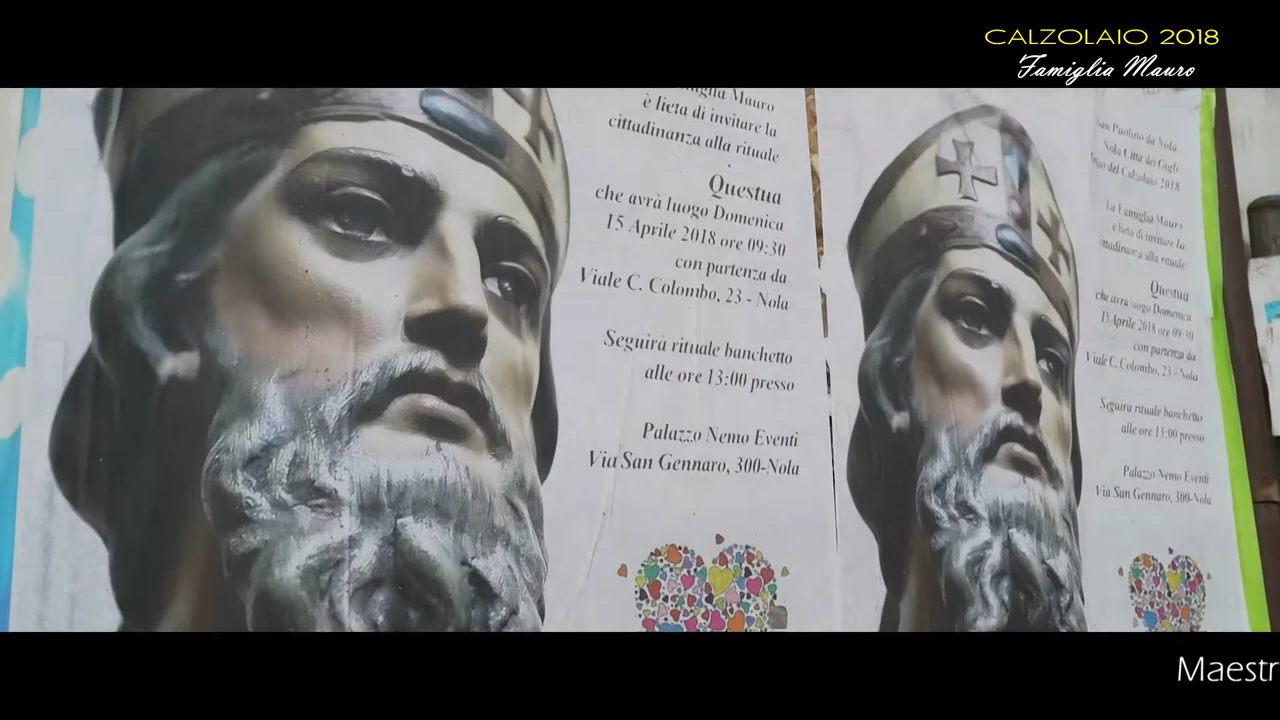 CALZOLAIO 2018
Famiglia Mauro
Mauro
è lieta di invitare la
cittadinanza alla rituale
Questua
che avrà luogo Domenica
15 Aprile 2018 ore 09:30
con partenza da
Viale C. Colombo, 23 - Nola
Seguirà rituale banchetto
alle ore 13:00 presso
Palazzo Nemo Eventi
Via San Gennaro, 300-Nola
San Paolino da Nola
Nola Città dei Gigli
del Calzolaio 2018
La Famiglia Mauro
è lieta di invitare la
cittadinanza alla rituale
Questua
che avrà luogo Domenica
15 Aprile 2018 ore 09:30
con partenza da
Viale C. Colombo, 23 - Nola
Seguirà rituale banchetto
alle ore 13:00 presso
Palazzo Nemo Eventi
Via San Gennaro, 300-Nola
Maestr